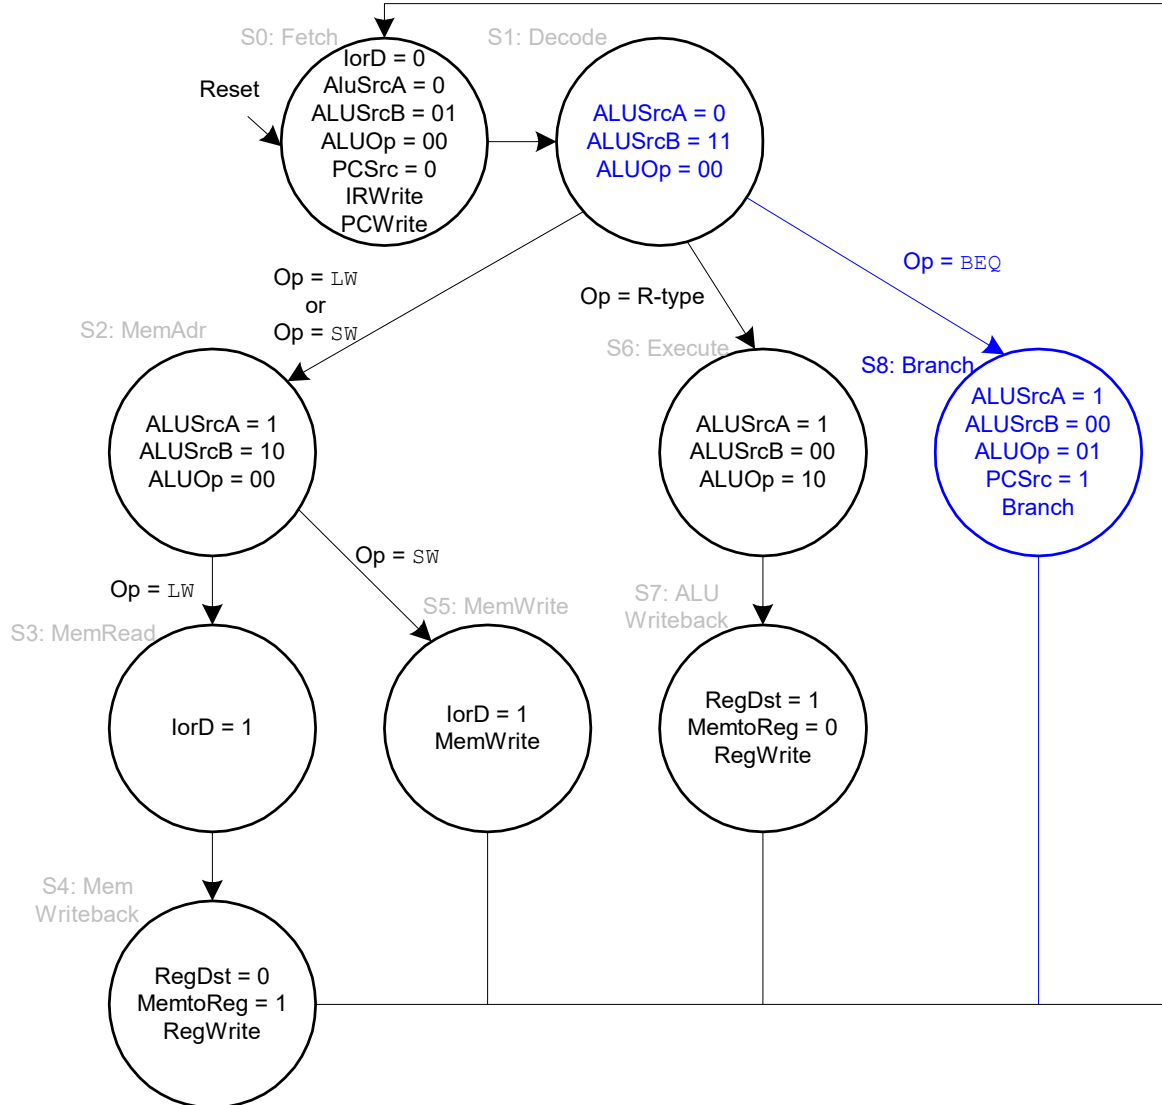 S0: Fetch
S1: Decode
Reset
IorD = 0
AluSrcA = 0
ALUSrcB = 01
ALUOp = 00
PCSrc = 0
IRWrite
PCWrite
ALUSrcA = 0
ALUSrcB = 11
ALUOp = 00
Op = LW
or
Op = SW
Op = R-type
Op = BEQ
S2: MemAdr
S6: Execute
S8: Branch
ALUSrcA = 1
ALUSrcB = 10
ALUOp = 00
ALUSrcA = 1
ALUSrcB = 00
ALUOp = 10
ALUSrcA = 1
ALUSrcB = 00
ALUOp = 01
PCSrc = 1
Branch
Op = LW
Op = SW
S3: MemRead
S5: MemWrite
S7: ALU
Writeback
IorD = 1
IorD = 1
MemWrite
RegDst = 1
MemtoReg = 0
RegWrite
S4: Mem
Writeback
RegDst = 0
MemtoReg = 1
RegWrite